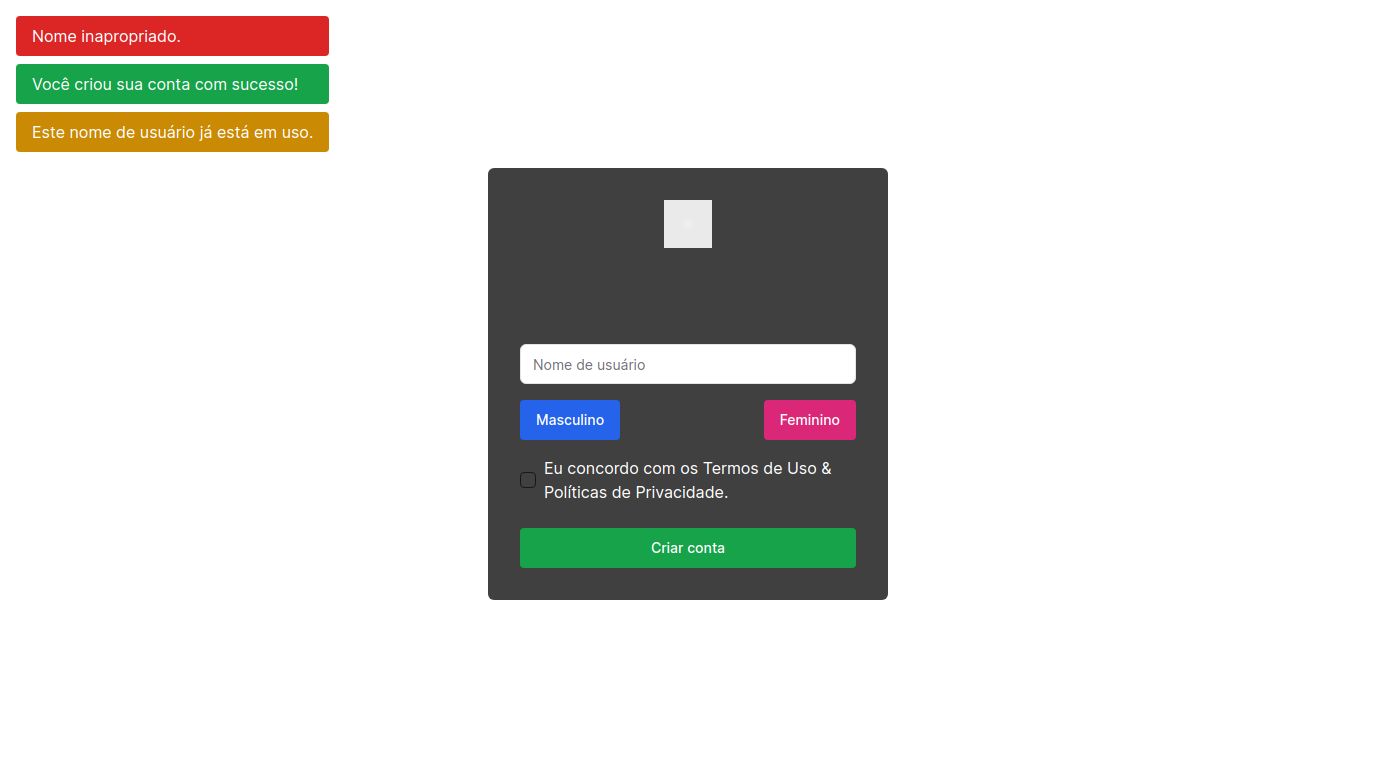 Nome inapropriado.
Você criou sua conta com sucesso!
Este nome de usuário já está em uso.
Nome de usuário
Masculino
Feminino
Eu concordo com os Termos de Uso &
Políticas de Privacidade.
Criar conta